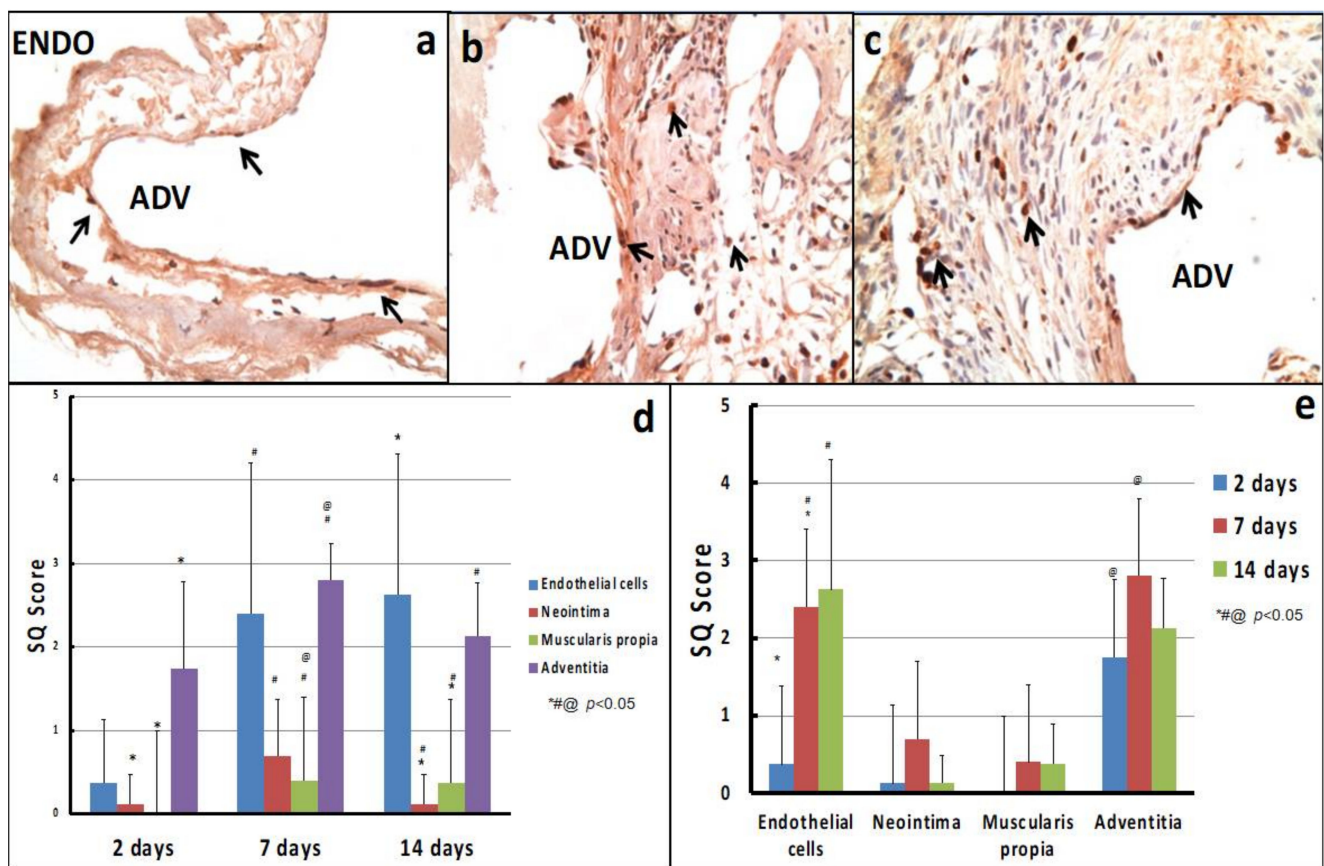 ENDO
a
ADV
b
ADV
c
ADV
d
SQ Score
5
4
3
2
1
0
*
*
*
#
#
@
#
@
#
*
#
*
#
*
#
2 days
7 days
14 days
Endothelial cells
Neointima
Muscularis propia
Adventitia
*#@ p<0.05
e
SQ Score
5
4
3
2
1
0
*
#
*
#
@
@
Endothelial
cells
Neointima
Muscularis
propia
Adventitia
2 days
7 days
14 days
*#@ p<0.05